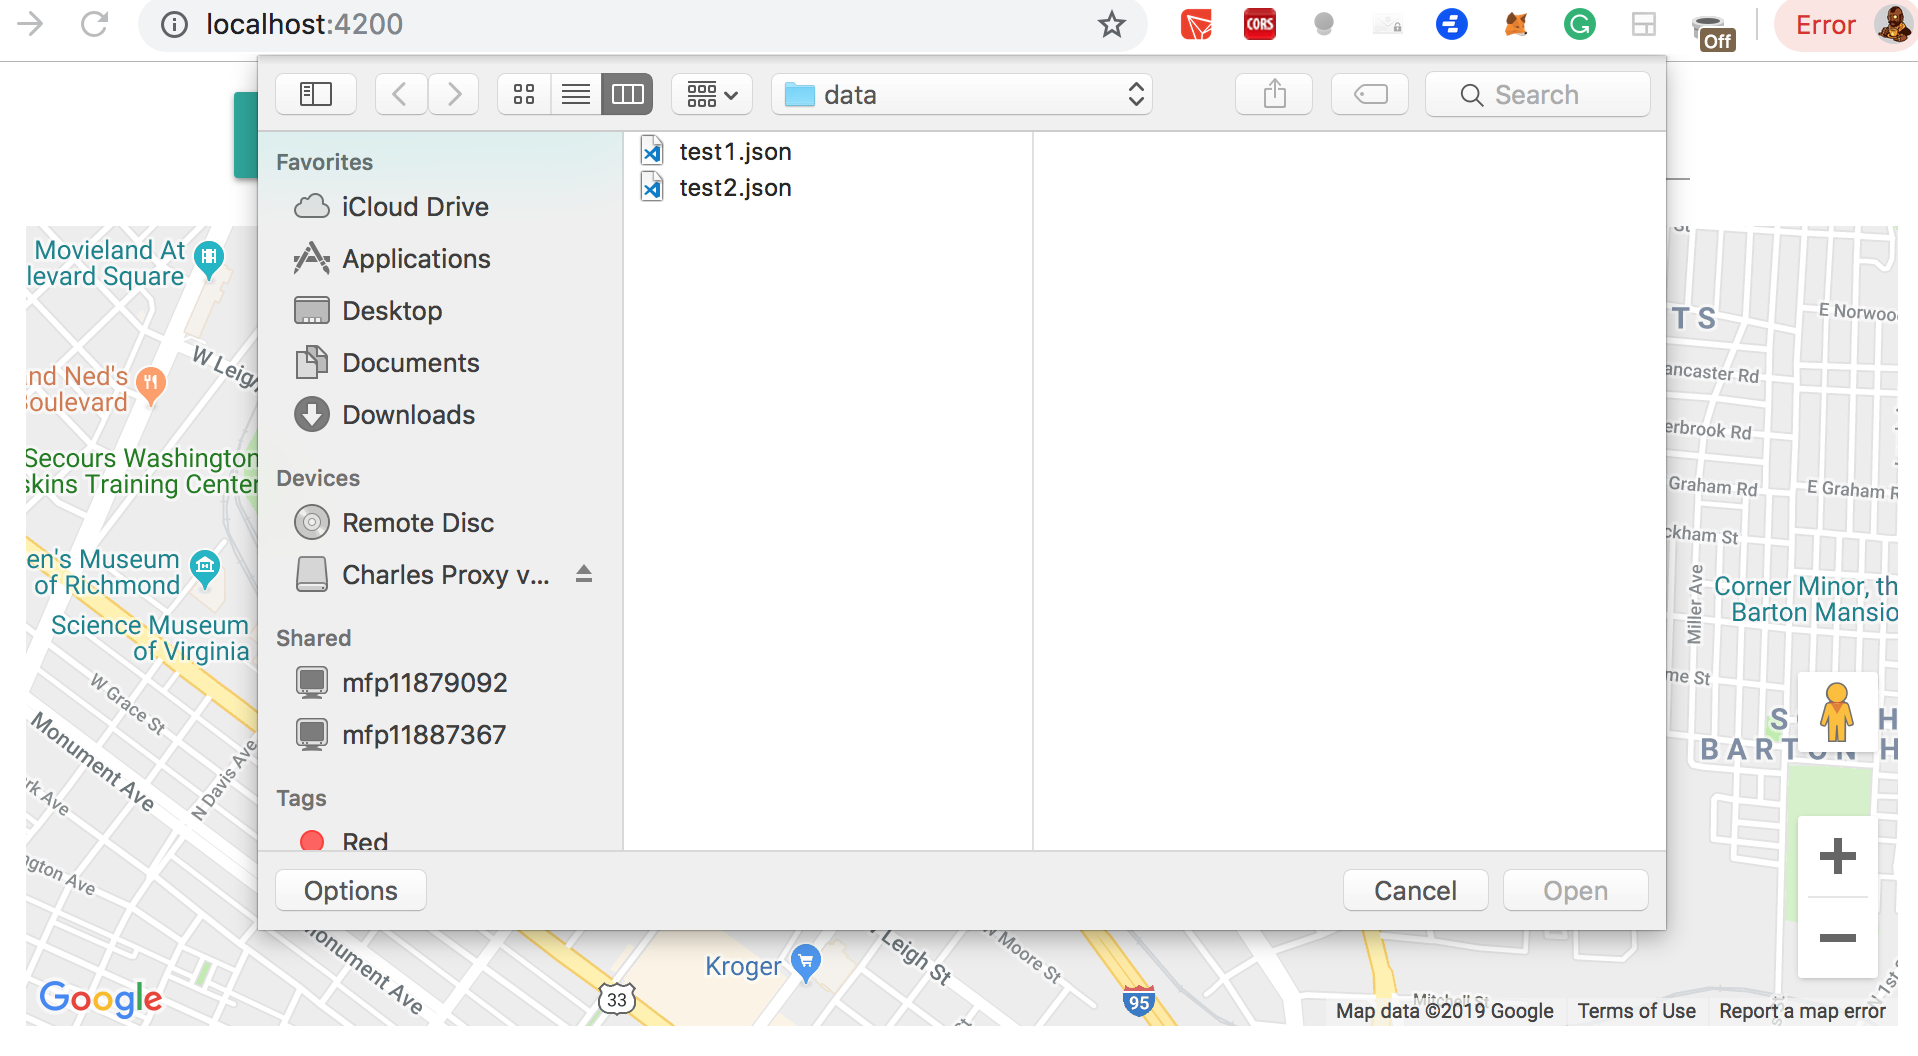 localhost:4200
CORS
Off
Error
data
Search
Favorites
iCloud Drive
Applications
Desktop
Documents
Downloads
Devices
Remote Disc
Charles Proxy v...
Shared
mfp11879092
mfp11887367
Tags
Red
test1.json
test2.json
Options
Cancel
Open
Movieland At
levard Square
W Leigh
nd Ned's
Boulevard
Secours Washington
skins Training Center
en's Museum
of Richmond
Science Museum
of Virginia
W Grace St
Monument Ave
N Davis Ave
rk Ave
ngton Ave
Monument Ave
Kroger
33
W Leigh St
W Moore St
95
Mitchell St
St
TS
E Norwoo
ancaster Rd
erbrook Rd
Graham Rd
E Graham R
ckham St
Miller Ave
Corner Minor, th
Barton Mansio
me St
S H
BARTON H
N 1st S
Google
Map data ©2019 Google
Terms of Use
Report a map error